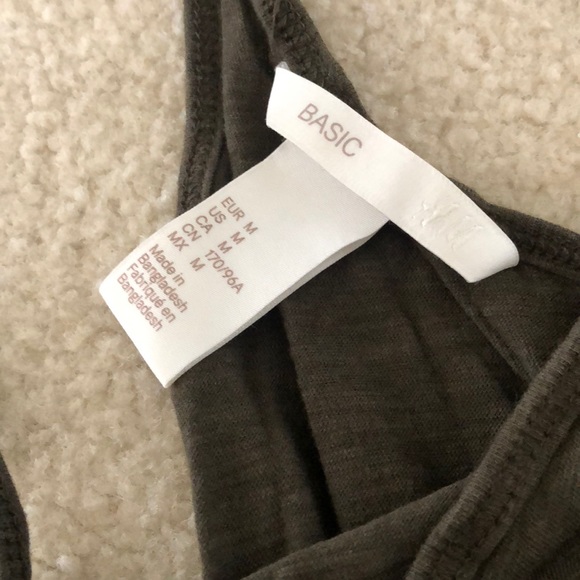 BASIC
EUR M
US M
CA M
CN 170/96A
MX M
Made in
Bangladesh
Fabriqué en
Bangladesh